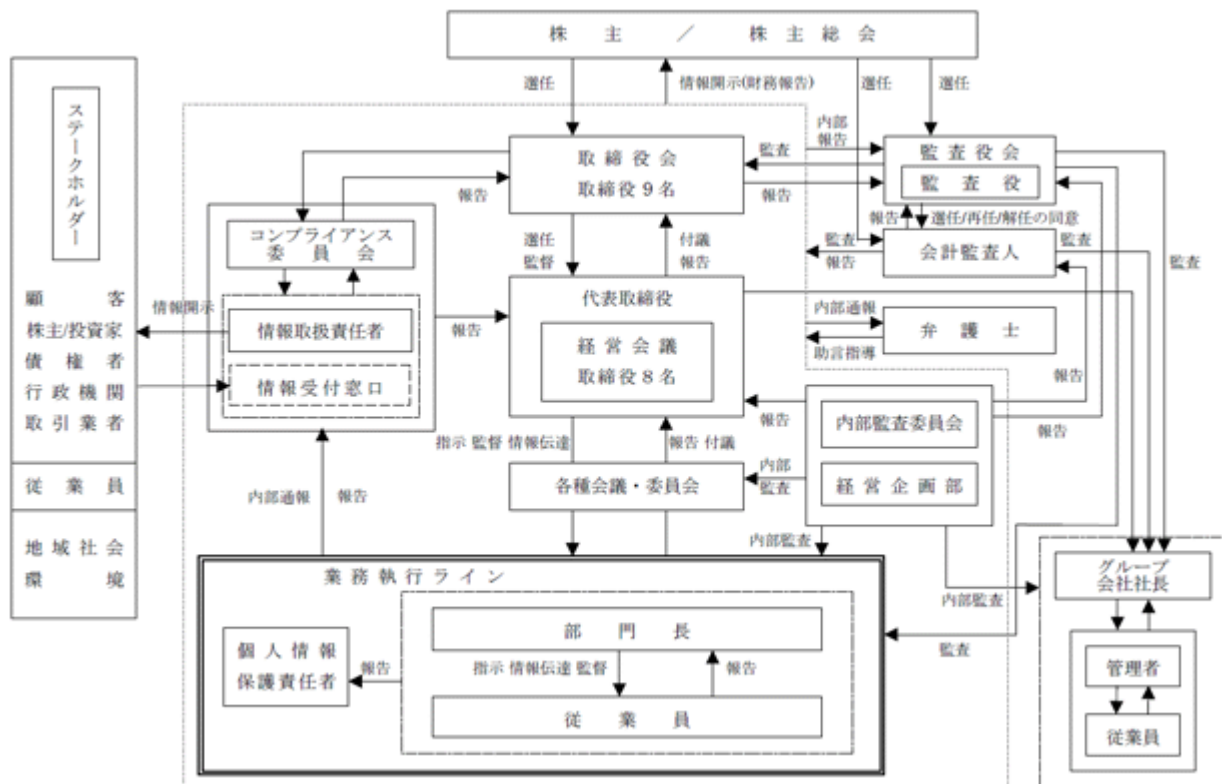 株主／株主総会
選任
情報開示(財務報告)
選任
選任
ステークホルダー
顧客
株主/投資家
債権者
行政機関
取引業者
従業員
地域社会
環境
取締役会
取締役9名
監査
報告
内部
報告
監査役会
監査役
報告
選任/再任/解任の同意
会計監査人
監査
報告
監査
監査
報告
コンプライアンス
委員会
情報開示
情報取扱責任者
情報受付窓口
報告
選任
監督
付議
報告
代表取締役
経営会議
取締役8名
内部通報
助言指導
弁護士
報告
報告
報告
内部監査委員会
経営企画部
指示 監督 情報伝達
報告 付議
各種会議・委員会
内部
監査
内部監査
内部通報
報告
業務執行ライン
部門長
指示 情報伝達 監督
報告
従業員
個人情報
保護責任者
報告
監査
内部監査
グループ
会社社長
管理者
従業員